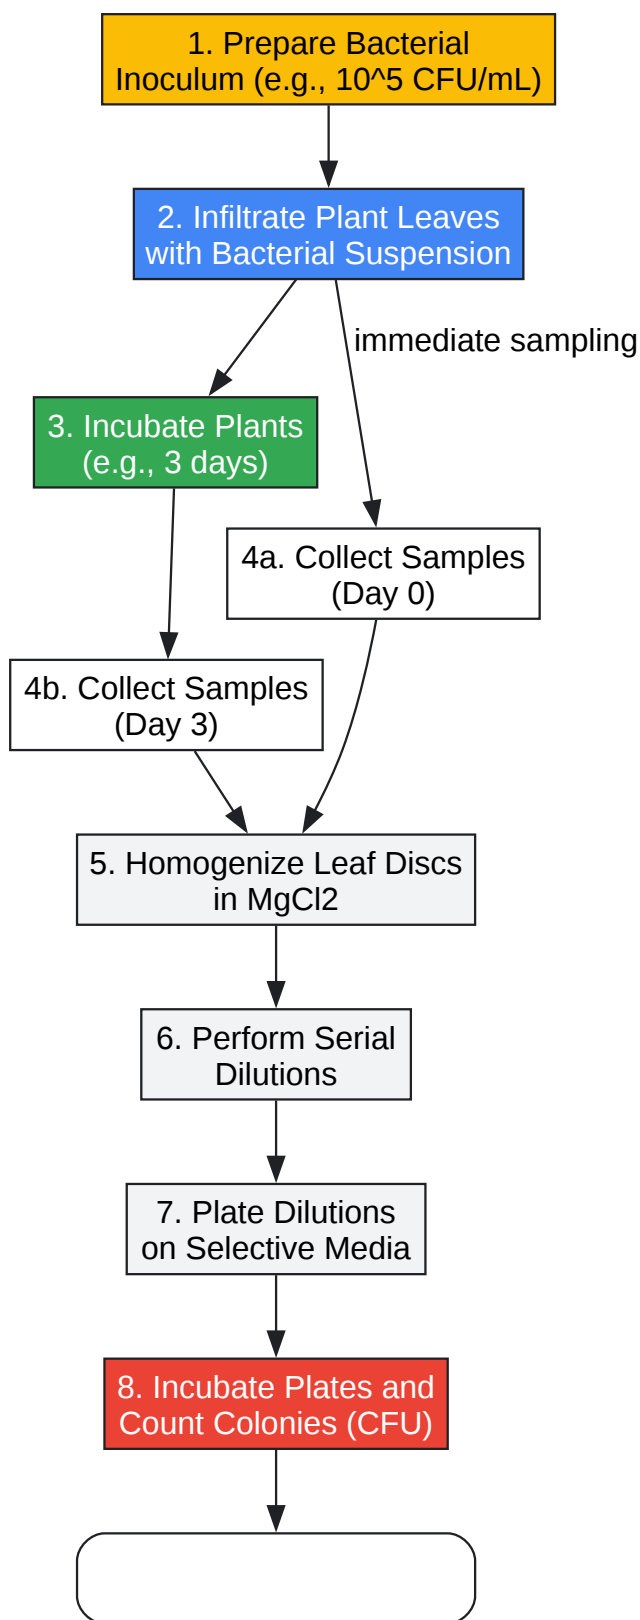 1. Prepare Bacterial
Inoculum (e.g., 10^5 CFU/mL)
2. Infiltrate Plant Leaves
with Bacterial Suspension
immediate sampling
3. Incubate Plants
(e.g., 3 days)
4a. Collect Samples
(Day 0)
4b. Collect Samples
(Day 3)
5. Homogenize Leaf Discs
in MgCl2
6. Perform Serial
Dilutions
7. Plate Dilutions
on Selective Media
8. Incubate Plates and
Count Colonies (CFU)